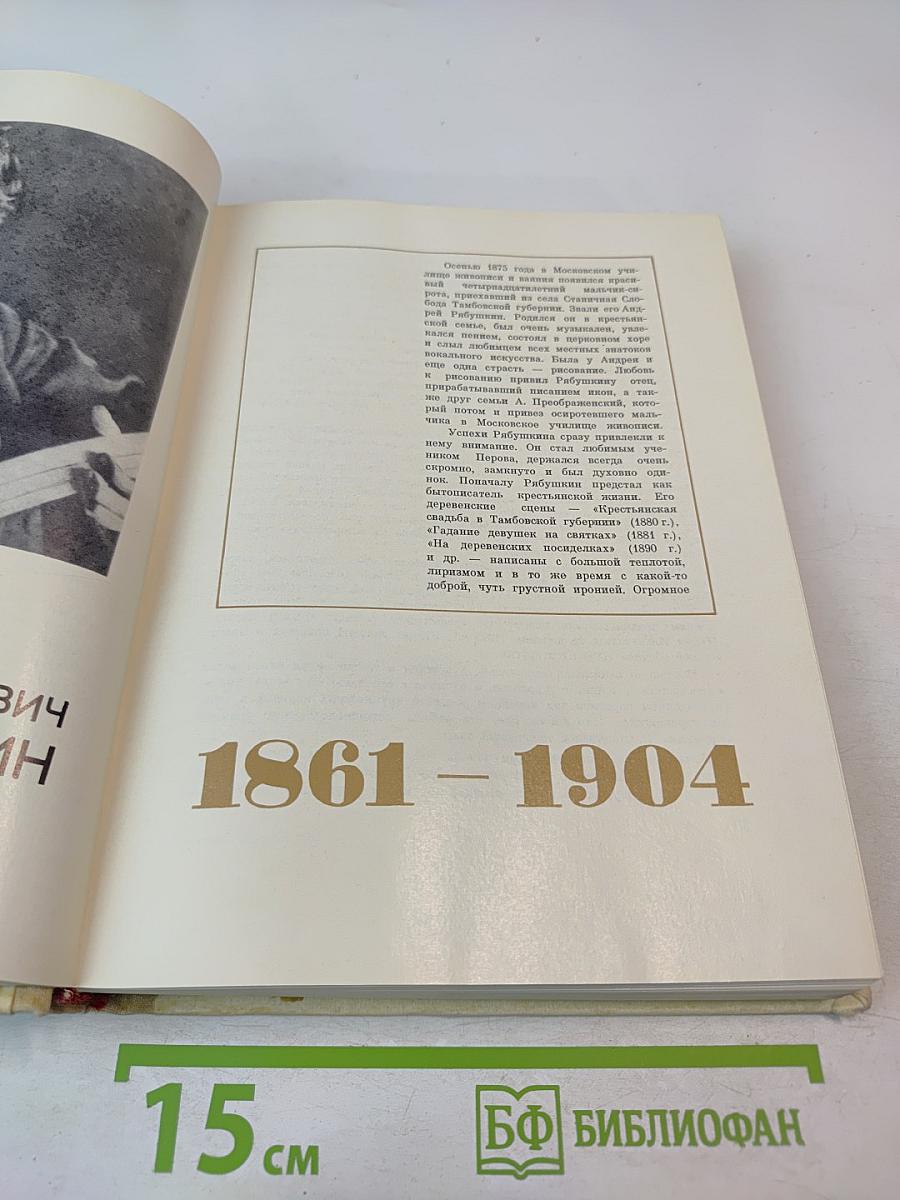 Осенью 1875 года в Московском учи-
лище живописи и ваяния появился краси-
вый четырнадцатилетний мальчик-си-
рота, приехавший из села Станичная Сло-
бода Тамбовской губернии. Звали его Анд-
рей Рябушкин. Родился он в крестьян-
ской семье, был очень музыкален, увле-
кался пением, состоял в церковном хоре
и слыл любимцем всех местных знатоков
вокального искусства. Была у Андрея и
еще одна страсть — рисование. Любовь
к рисованию привил Рябушкину отец,
прирабатывавший писанием икон, а так-
же друг семьи А. Преображенский, кото-
рый потом и привез осиротевшего маль-
чика в Московское училище живописи.
Успехи Рябушкина сразу привлекли к
нему внимание. Он стал любимым уче-
ником Перова, держался всегда очень
скромно, замкнуто и был духовно оди-
нок. Поначалу Рябушкин предстал как
бытописатель крестьянской жизни. Его
деревенские сцены — «Крестьянская
свадьба в Тамбовской губернии» (1880 г.),
«Гадание девушек на святках» (1881 г.),
«На деревенских посиделках» (1890 г.)
и др. — написаны с большой теплотой,
лиризмом и в то же время с какой-то
доброй, чуть грустной иронией. Огромное
ВИЧ
ИН
1861 — 1904
15 см
БФ БИБЛИОФАН